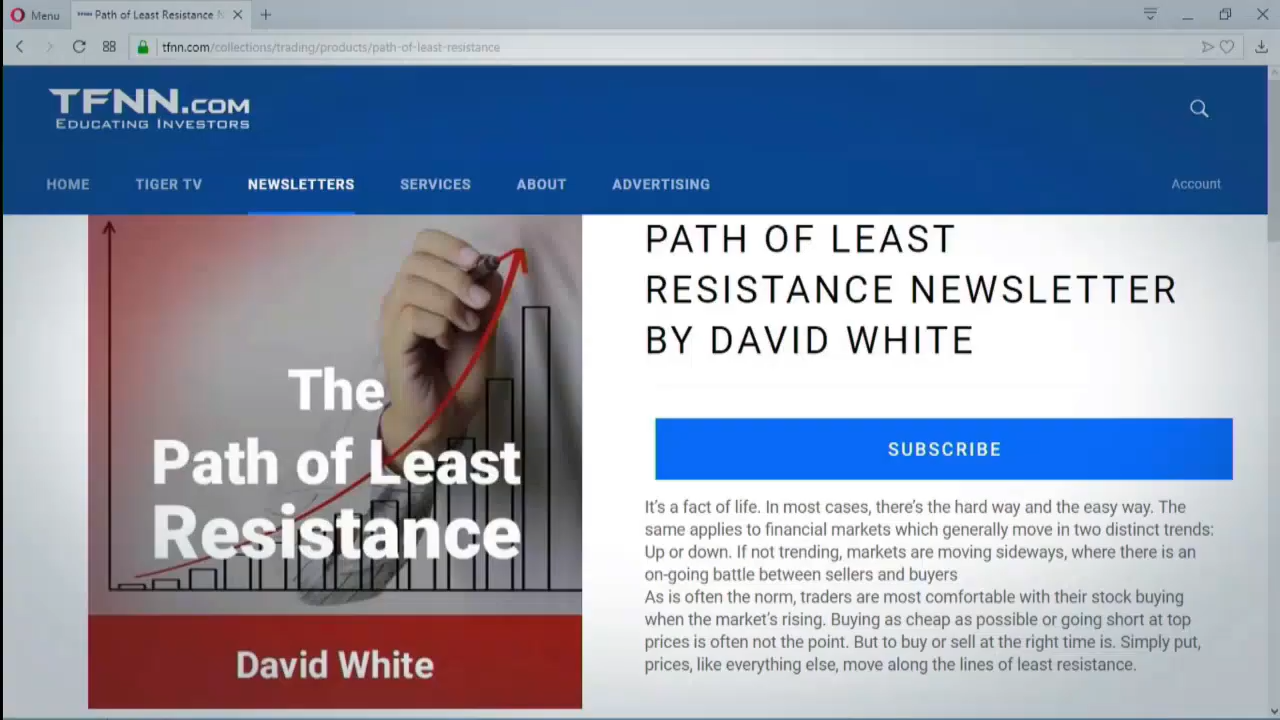 Menu
Path of Least Resistance N
tfnn.com/collections/trading/products/path-of-least-resistance
TFNN.COM
EDUCATING INVESTORS
HOME
TIGER TV
NEWSLETTERS
SERVICES
ABOUT
ADVERTISING
Account
The
Path of Least
Resistance
David White
PATH OF LEAST
RESISTANCE NEWSLETTER
BY DAVID WHITE
SUBSCRIBE
It's a fact of life. In most cases, there's the hard way and the easy way. The
same applies to financial markets which generally move in two distinct trends:
Up or down. If not trending, markets are moving sideways, where there is an
on-going battle between sellers and buyers
As is often the norm, traders are most comfortable with their stock buying
when the market's rising. Buying as cheap as possible or going short at top
prices is often not the point. But to buy or sell at the right time is. Simply put,
prices, like everything else, move along the lines of least resistance.